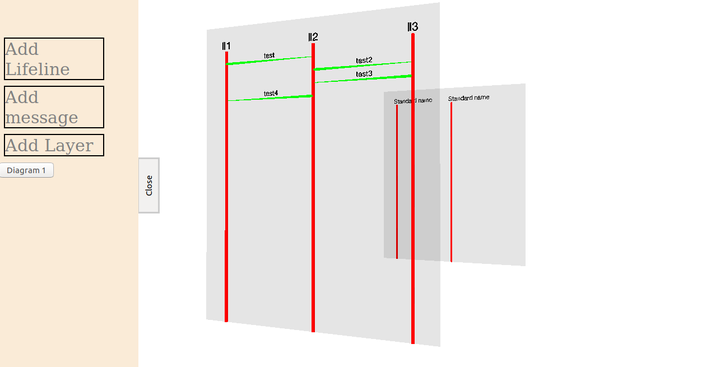 Add
Lifeline
Add
message
Add Layer
Diagram 1
Close
ll1
ll2
ll3
test
test2
test3
test4
Standard name
Standard name